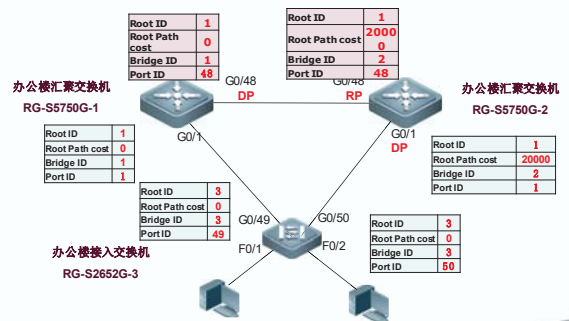 Root ID 1
Root Path cost 0
Bridge ID 1
Port ID 48
Root ID 1
Root Path cost 20000
Bridge ID 2
Port ID 48
办公楼汇聚交换机
RG-S5750G-1
G0/48
DP
G0/48
RP
办公楼汇聚交换机
RG-S5750G-2
G0/1
G0/1
DP
Root ID 1
Root Path cost 0
Bridge ID 1
Port ID 1
Root ID 1
Root Path cost 20000
Bridge ID 2
Port ID 1
Root ID 3
Root Path cost 0
Bridge ID 3
Port ID 49
G0/49
G0/50
Root ID 3
Root Path cost 0
Bridge ID 3
Port ID 50
办公楼接入交换机
RG-S2652G-3
F0/1
F0/2